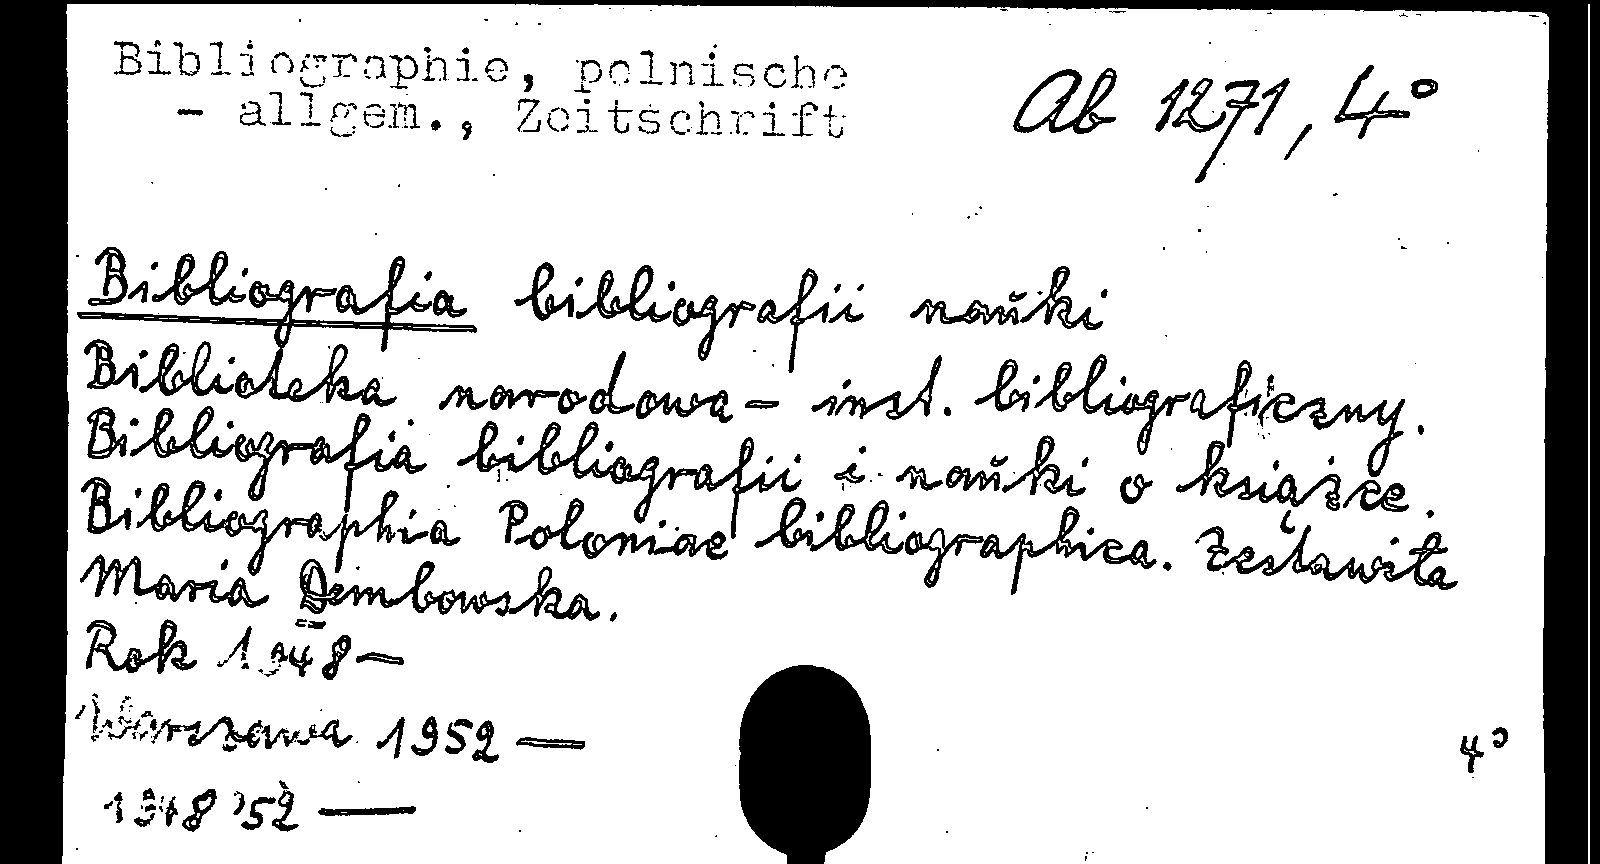 Bibliographie, polnische
- allgem., Zeitschrift
Ab 1271, 4°
Bibliografia bibliografii nauki
Biblioteka narodowa - inst. bibliograficzny.
Bibliografia bibliografii i nauki o książce.
Bibliographia Poloniae bibliographica. Zestawiła
Maria Dembowska.
Rok 1948 —
Warszawa 1952 —
4°
1948 '52 —